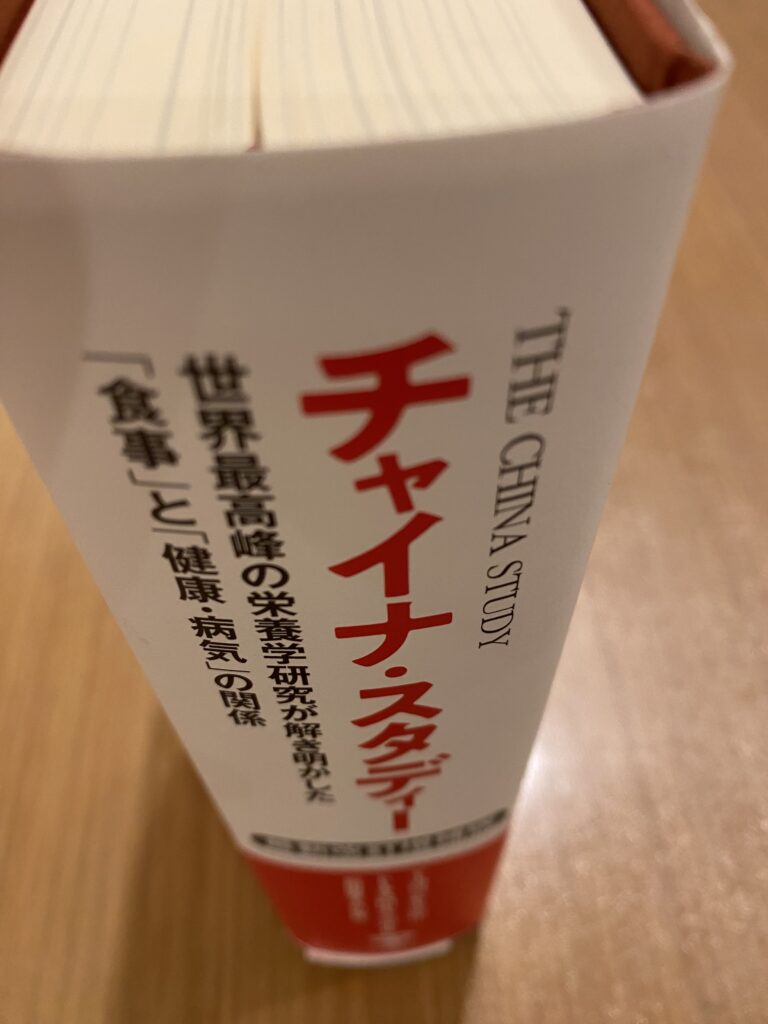 THE CHINA STUDY
チャイナ・スタディー
世界最高峰の栄養学研究が解き明かした
「食事」と「健康・病気」の関係